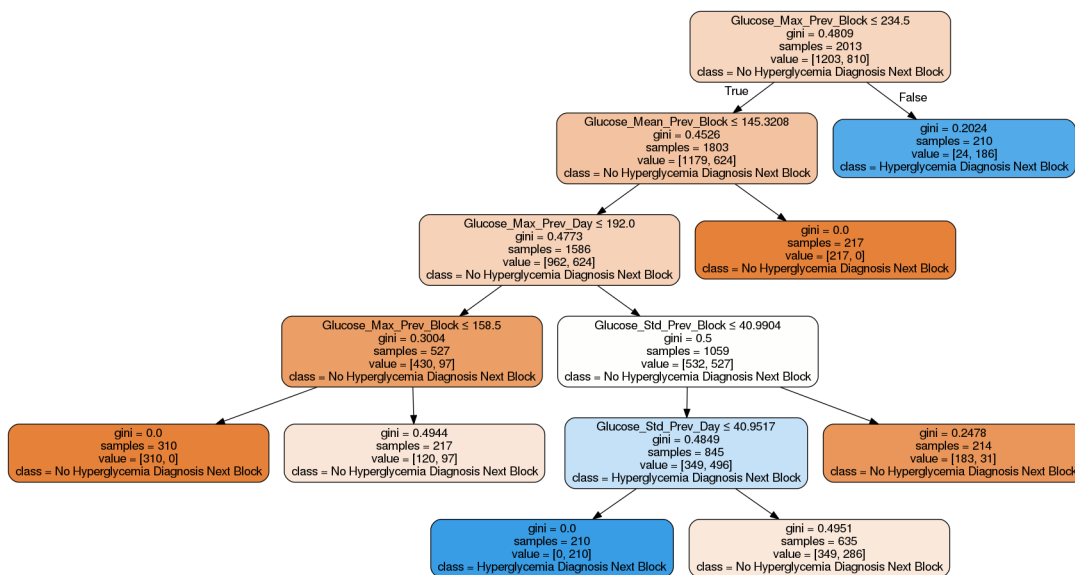 Glucose_Max_Prev_Block ≤ 234.5
gini = 0.4809
samples = 2013
value = [1203, 810]
class = No Hyperglycemia Diagnosis Next Block
True
False
Glucose_Mean_Prev_Block ≤ 145.3208
gini = 0.4526
samples = 1803
value = [1179, 624]
class = No Hyperglycemia Diagnosis Next Block
gini = 0.2024
samples = 210
value = [24, 186]
class = Hyperglycemia Diagnosis Next Block
Glucose_Max_Prev_Day ≤ 192.0
gini = 0.4773
samples = 1586
value = [962, 624]
class = No Hyperglycemia Diagnosis Next Block
gini = 0.0
samples = 217
value = [217, 0]
class = No Hyperglycemia Diagnosis Next Block
Glucose_Max_Prev_Block ≤ 158.5
gini = 0.3004
samples = 527
value = [430, 97]
class = No Hyperglycemia Diagnosis Next Block
Glucose_Std_Prev_Block ≤ 40.9904
gini = 0.5
samples = 1059
value = [532, 527]
class = No Hyperglycemia Diagnosis Next Block
gini = 0.0
samples = 310
value = [310, 0]
class = No Hyperglycemia Diagnosis Next Block
gini = 0.4944
samples = 217
value = [120, 97]
class = No Hyperglycemia Diagnosis Next Block
Glucose_Std_Prev_Day ≤ 40.9517
gini = 0.4849
samples = 845
value = [349, 496]
class = Hyperglycemia Diagnosis Next Block
gini = 0.2478
samples = 214
value = [183, 31]
class = No Hyperglycemia Diagnosis Next Block
gini = 0.0
samples = 210
value = [0, 210]
class = Hyperglycemia Diagnosis Next Block
gini = 0.4951
samples = 635
value = [349, 286]
class = No Hyperglycemia Diagnosis Next Block